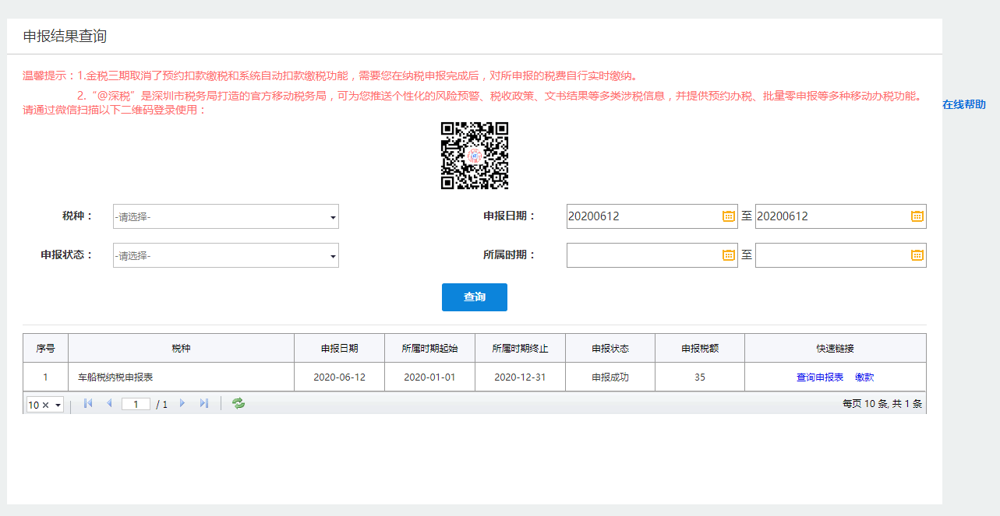 申报结果查询
温馨提示：1.金税三期取消了预约扣款缴税和系统自动扣款缴税功能，需要您在纳税申报完成后，对所申报的税费自行实时缴纳。
2.“@深税”是深圳市税务局打造的官方移动税务局，可为您推送个性化的风险预警、税收政策、文书结果等多类涉税信息，并提供预约办税、批量零申报等多种移动办税功能。
请通过微信扫描以下二维码登录使用：
在线帮助
税种： -请选择- 申报日期： 20200612 至 20200612
申报状态： -请选择- 所属时期： 至
查询
序号 税种 申报日期 所属时期起始 所属时期终止 申报状态 申报税额 快速链接
1 车船税纳税申报表 2020-06-12 2020-01-01 2020-12-31 申报成功 35 查询申报表 缴款
10 × 1 / 1 每页 10 条, 共 1 条